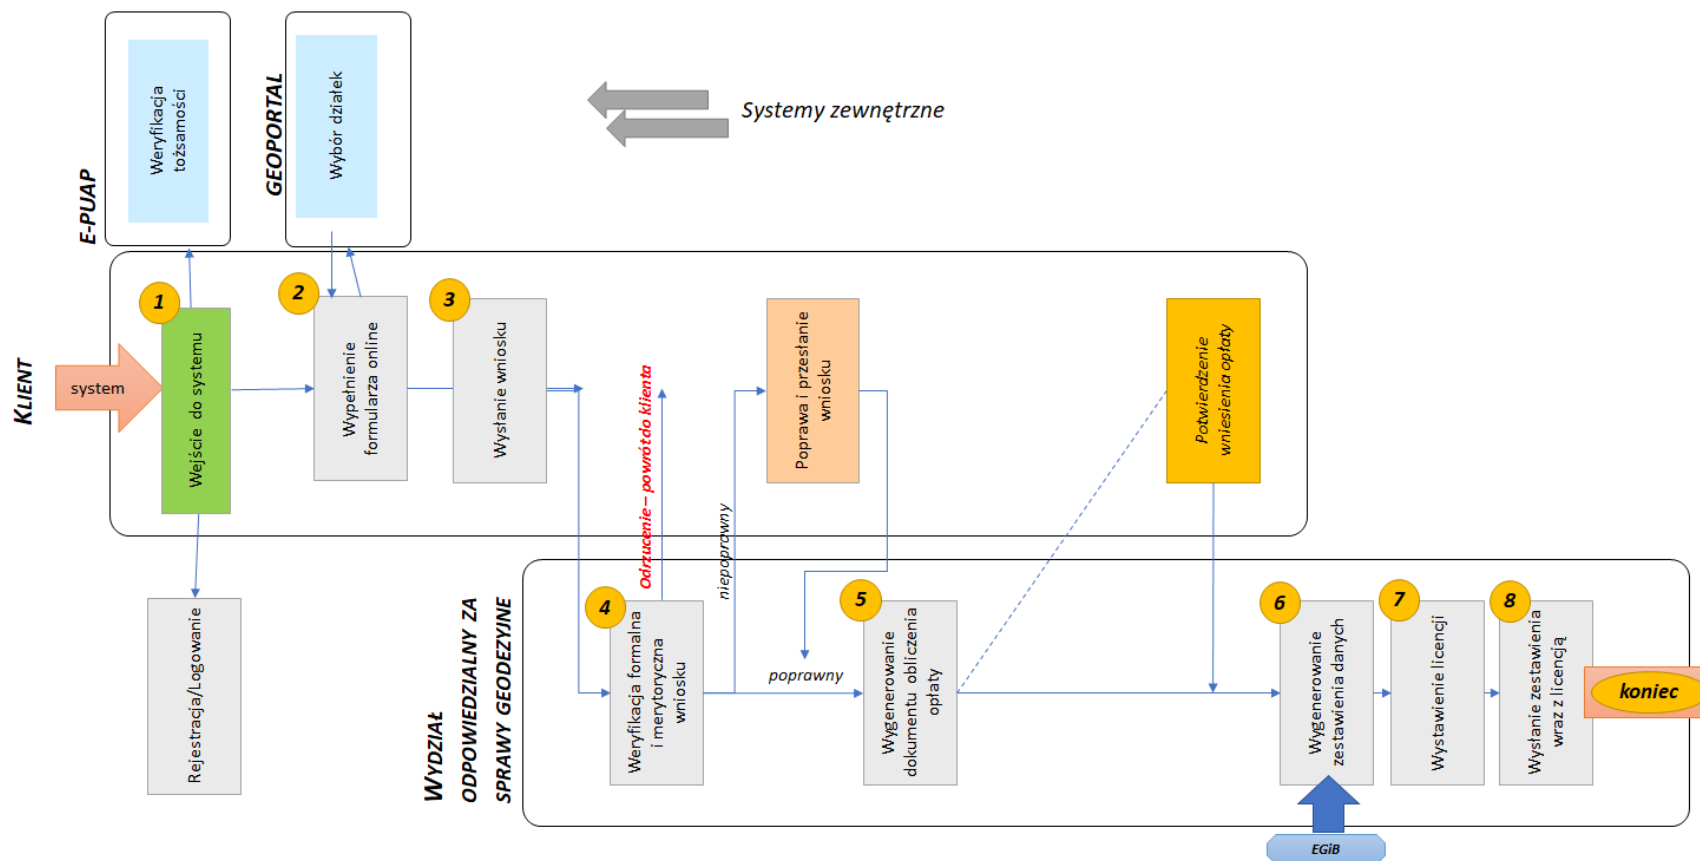 E-PUAP
Weryfikacja
tożsamości
GEOPORTAL
Wybór działek
Systemy zewnętrzne
KLIENT
system
1
Wejście do systemu
2
Wypełnienie
formularza online
3
Wysłanie wniosku
Odrzucenie – powrót do klienta
niepoprawny
Poprawa i przesłanie
wniosku
Potwierdzenie
wniesienia opłaty
Rejestracja/Logowanie
WYDZIAŁ
ODPOWIEDZIALNY ZA
SPRAWY GEODEZYJNE
4
Weryfikacja formalna
i merytoryczna
wniosku
poprawny
5
Wygenerowanie
dokumentu obliczenia
opłaty
6
Wygenerowanie
zestawienia danych
7
Wystawienie licencji
8
Wysłanie zestawienia
wraz z licencją
koniec
EGiB